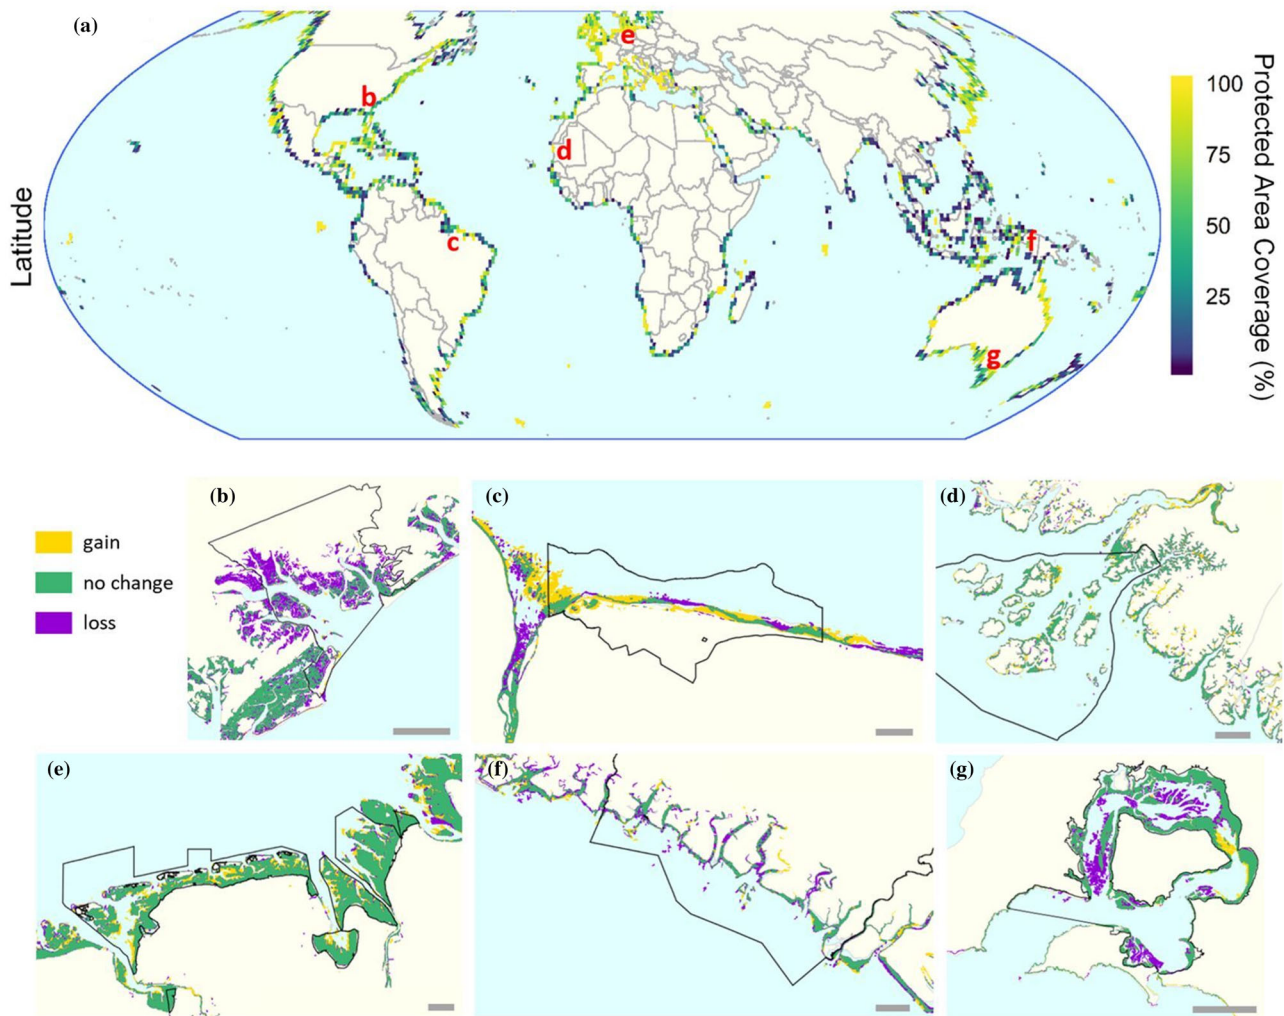 (a)
e
b
d
c
f
g
Latitude
100
75
50
25
Protected Area Coverage (%)
gain
no change
loss
(b)
(c)
(d)
(e)
(f)
(g)